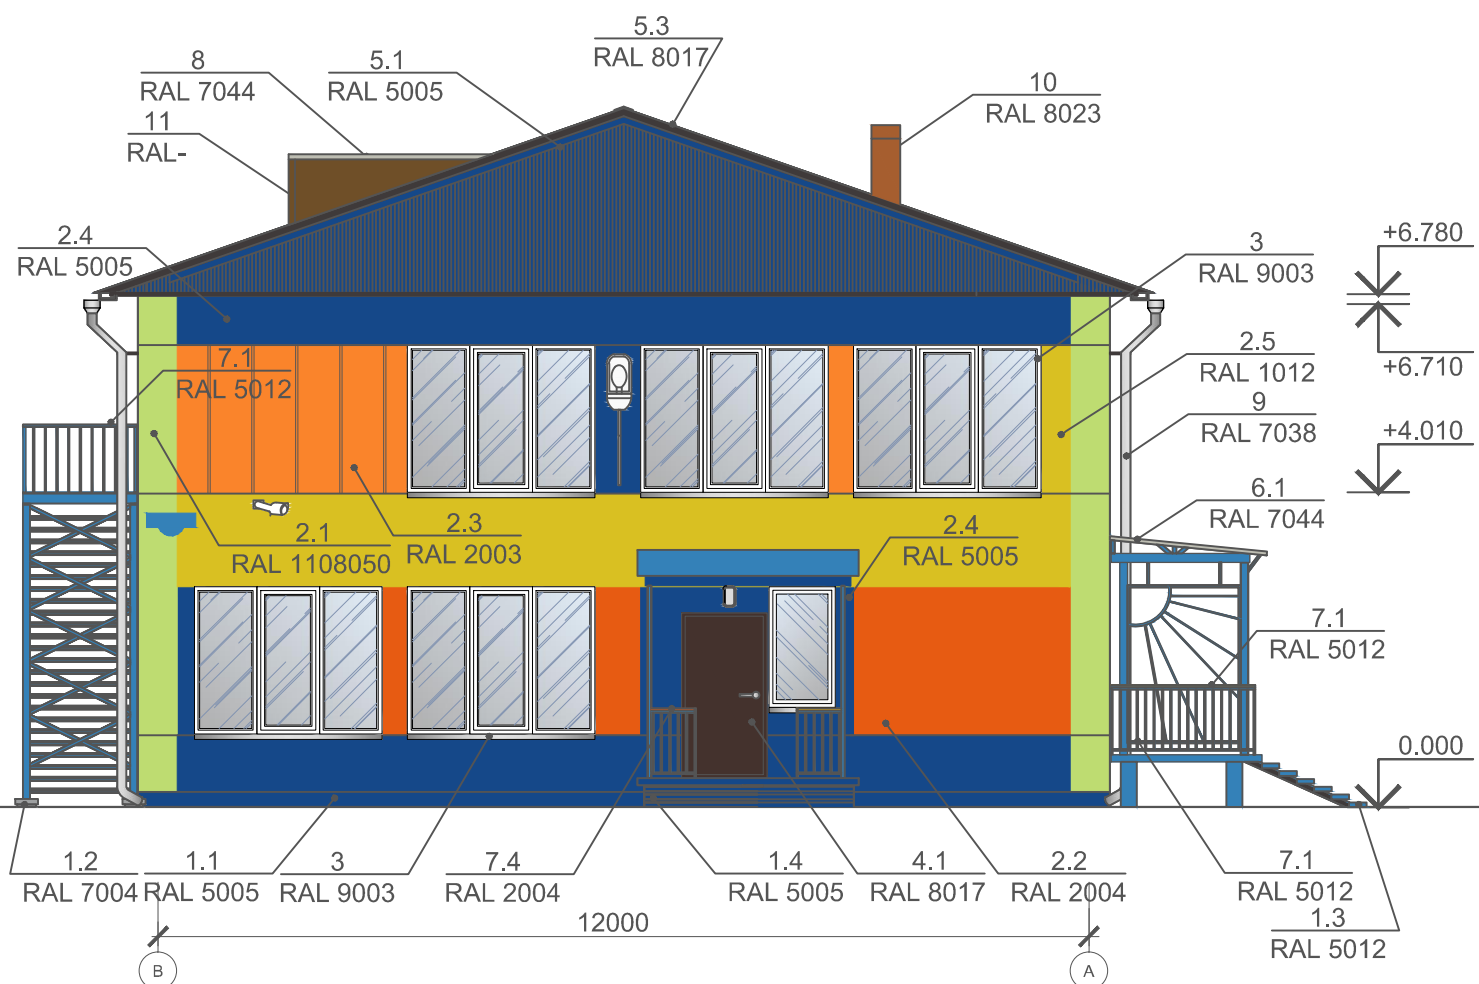 5.3
RAL 8017
8
RAL 7044
5.1
RAL 5005
10
RAL 8023
11
RAL-
2.4
RAL 5005
3
RAL 9003
+6.780
7.1
RAL 5012
2.5
RAL 1012
+6.710
9
RAL 7038
+4.010
6.1
RAL 7044
2.1
RAL 1108050
2.3
RAL 2003
2.4
RAL 5005
7.1
RAL 5012
0.000
1.2
RAL 7004
1.1
RAL 5005
3
RAL 9003
7.4
RAL 2004
1.4
RAL 5005
4.1
RAL 8017
2.2
RAL 2004
7.1
RAL 5012
1.3
RAL 5012
12000
В
А